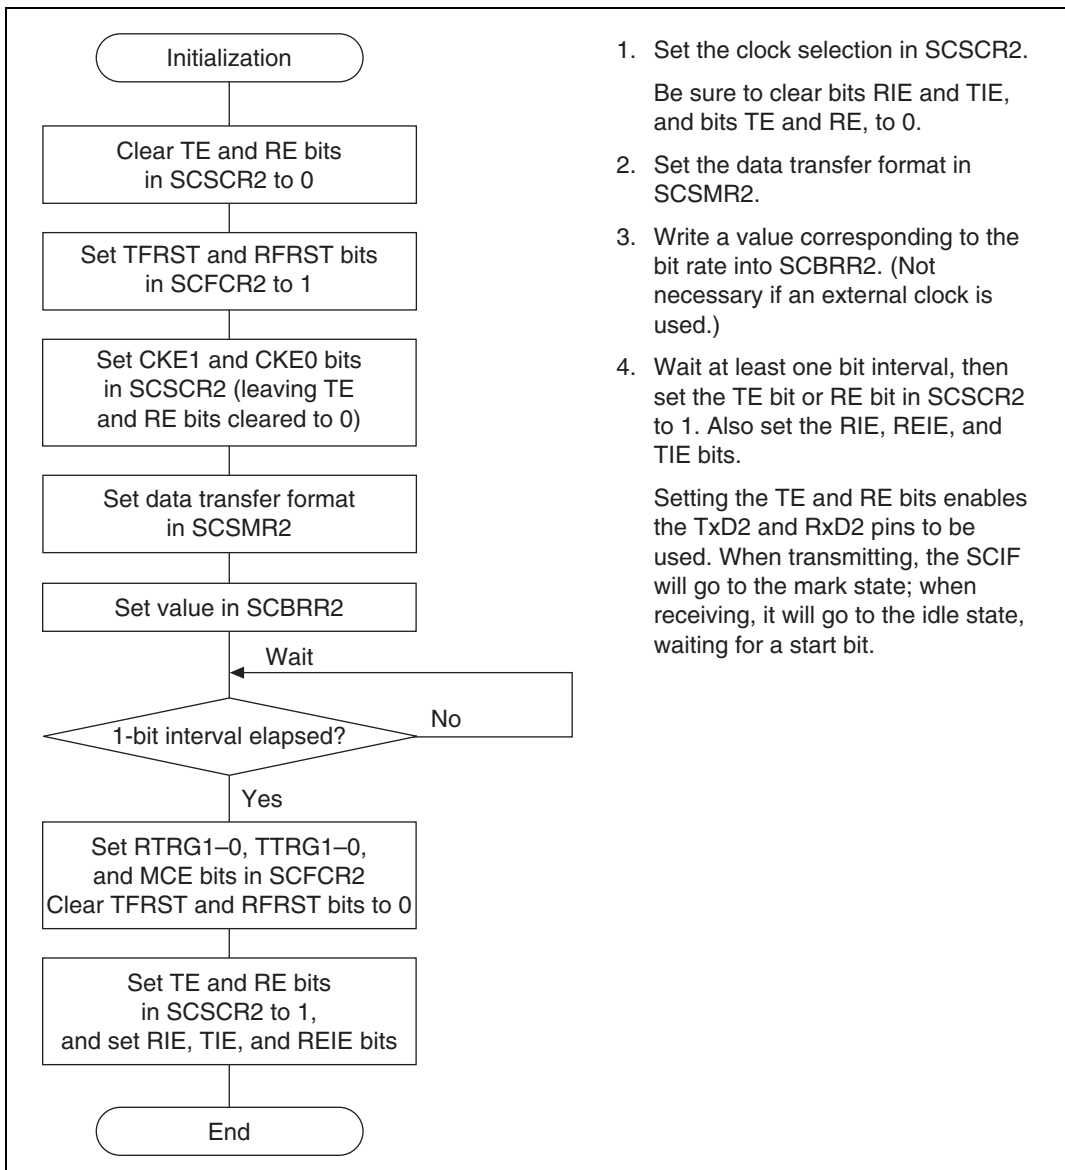 Initialization
Clear TE and RE bits
in SCSCR2 to 0
Set TFRST and RFRST bits
in SCFCR2 to 1
Set CKE1 and CKE0 bits
in SCSCR2 (leaving TE
and RE bits cleared to 0)
Set data transfer format
in SCSMR2
Set value in SCBRR2
Wait
1-bit interval elapsed?
No
Yes
Set RTRG1–0, TTRG1–0,
and MCE bits in SCFCR2
Clear TFRST and RFRST bits to 0
Set TE and RE bits
in SCSCR2 to 1,
and set RIE, TIE, and REIE bits
End
1. Set the clock selection in SCSCR2.
Be sure to clear bits RIE and TIE,
and bits TE and RE, to 0.
2. Set the data transfer format in
SCSMR2.
3. Write a value corresponding to the
bit rate into SCBRR2. (Not
necessary if an external clock is
used.)
4. Wait at least one bit interval, then
set the TE bit or RE bit in SCSCR2
to 1. Also set the RIE, REIE, and
TIE bits.
Setting the TE and RE bits enables
the TxD2 and RxD2 pins to be
used. When transmitting, the SCIF
will go to the mark state; when
receiving, it will go to the idle state,
waiting for a start bit.